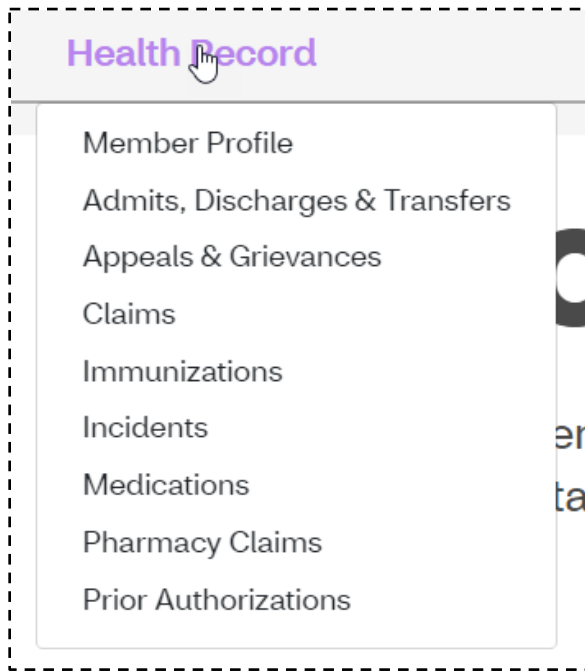 Health Record
Member Profile
Admits, Discharges & Transfers
Appeals & Grievances
Claims
Immunizations
Incidents
Medications
Pharmacy Claims
Prior Authorizations